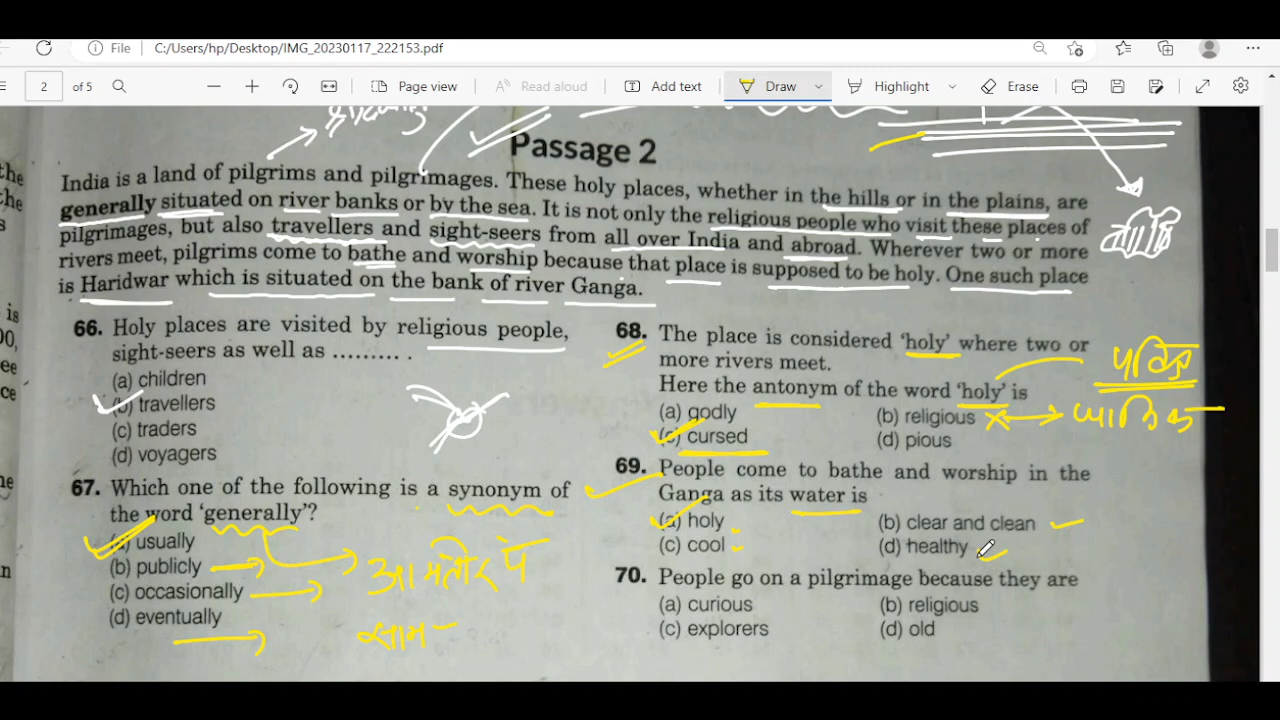 File C:/Users/hp/Desktop/IMG_20230117_222153.pdf
2 of 5 Page view Read aloud Add text Draw Highlight Erase
Passage 2
India is a land of pilgrims and pilgrimages. These holy places, whether in the hills or in the plains, are
generally situated on river banks or by the sea. It is not only the religious people who visit these places of
pilgrimages, but also travellers and sight-seers from all over India and abroad. Wherever two or more
rivers meet, pilgrims come to bathe and worship because that place is supposed to be holy. One such place
is Haridwar which is situated on the bank of river Ganga.
66. Holy places are visited by religious people,
sight-seers as well as ......... .
(a) children
(b) travellers
(c) traders
(d) voyagers
67. Which one of the following is a synonym of
the word 'generally'?
(a) usually
(b) publicly
(c) occasionally
(d) eventually
आमतौर पे
68. The place is considered 'holy' where two or
more rivers meet.
Here the antonym of the word 'holy' is
(a) godly (b) religious
(c) cursed (d) pious
पवित्र
69. People come to bathe and worship in the
Ganga as its water is
(a) holy (b) clear and clean
(c) cool (d) healthy
70. People go on a pilgrimage because they are
(a) curious (b) religious
(c) explorers (d) old